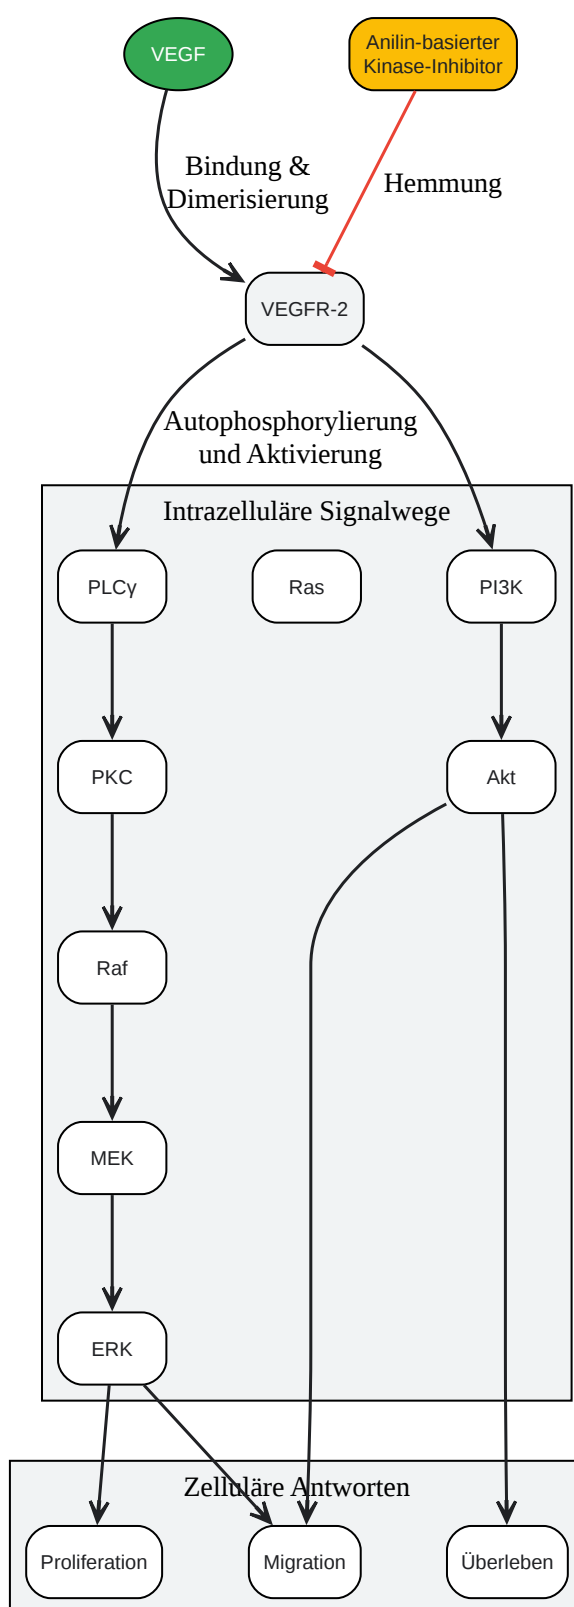 VEGF
Anilin-basierter
Kinase-Inhibitor
Bindung &
Dimerisierung
Hemmung
VEGFR-2
Autophosphorylierung
und Aktivierung
Intrazelluläre Signalwege
PLCγ
Ras
PI3K
PKC
Akt
Raf
MEK
ERK
Zelluläre Antworten
Proliferation
Migration
Überleben